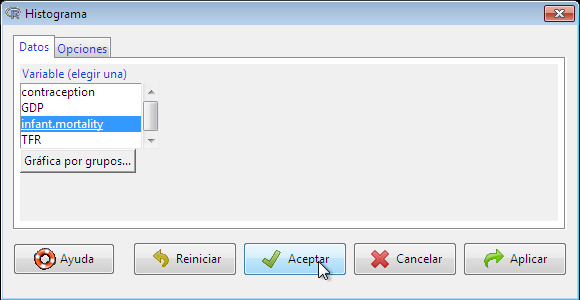 Histograma
Datos
Opciones
Variable (elegir una)
contraception
GDP
infant.mortality
TFR
Gráfica por grupos...
Ayuda
Reiniciar
Aceptar
Cancelar
Aplicar